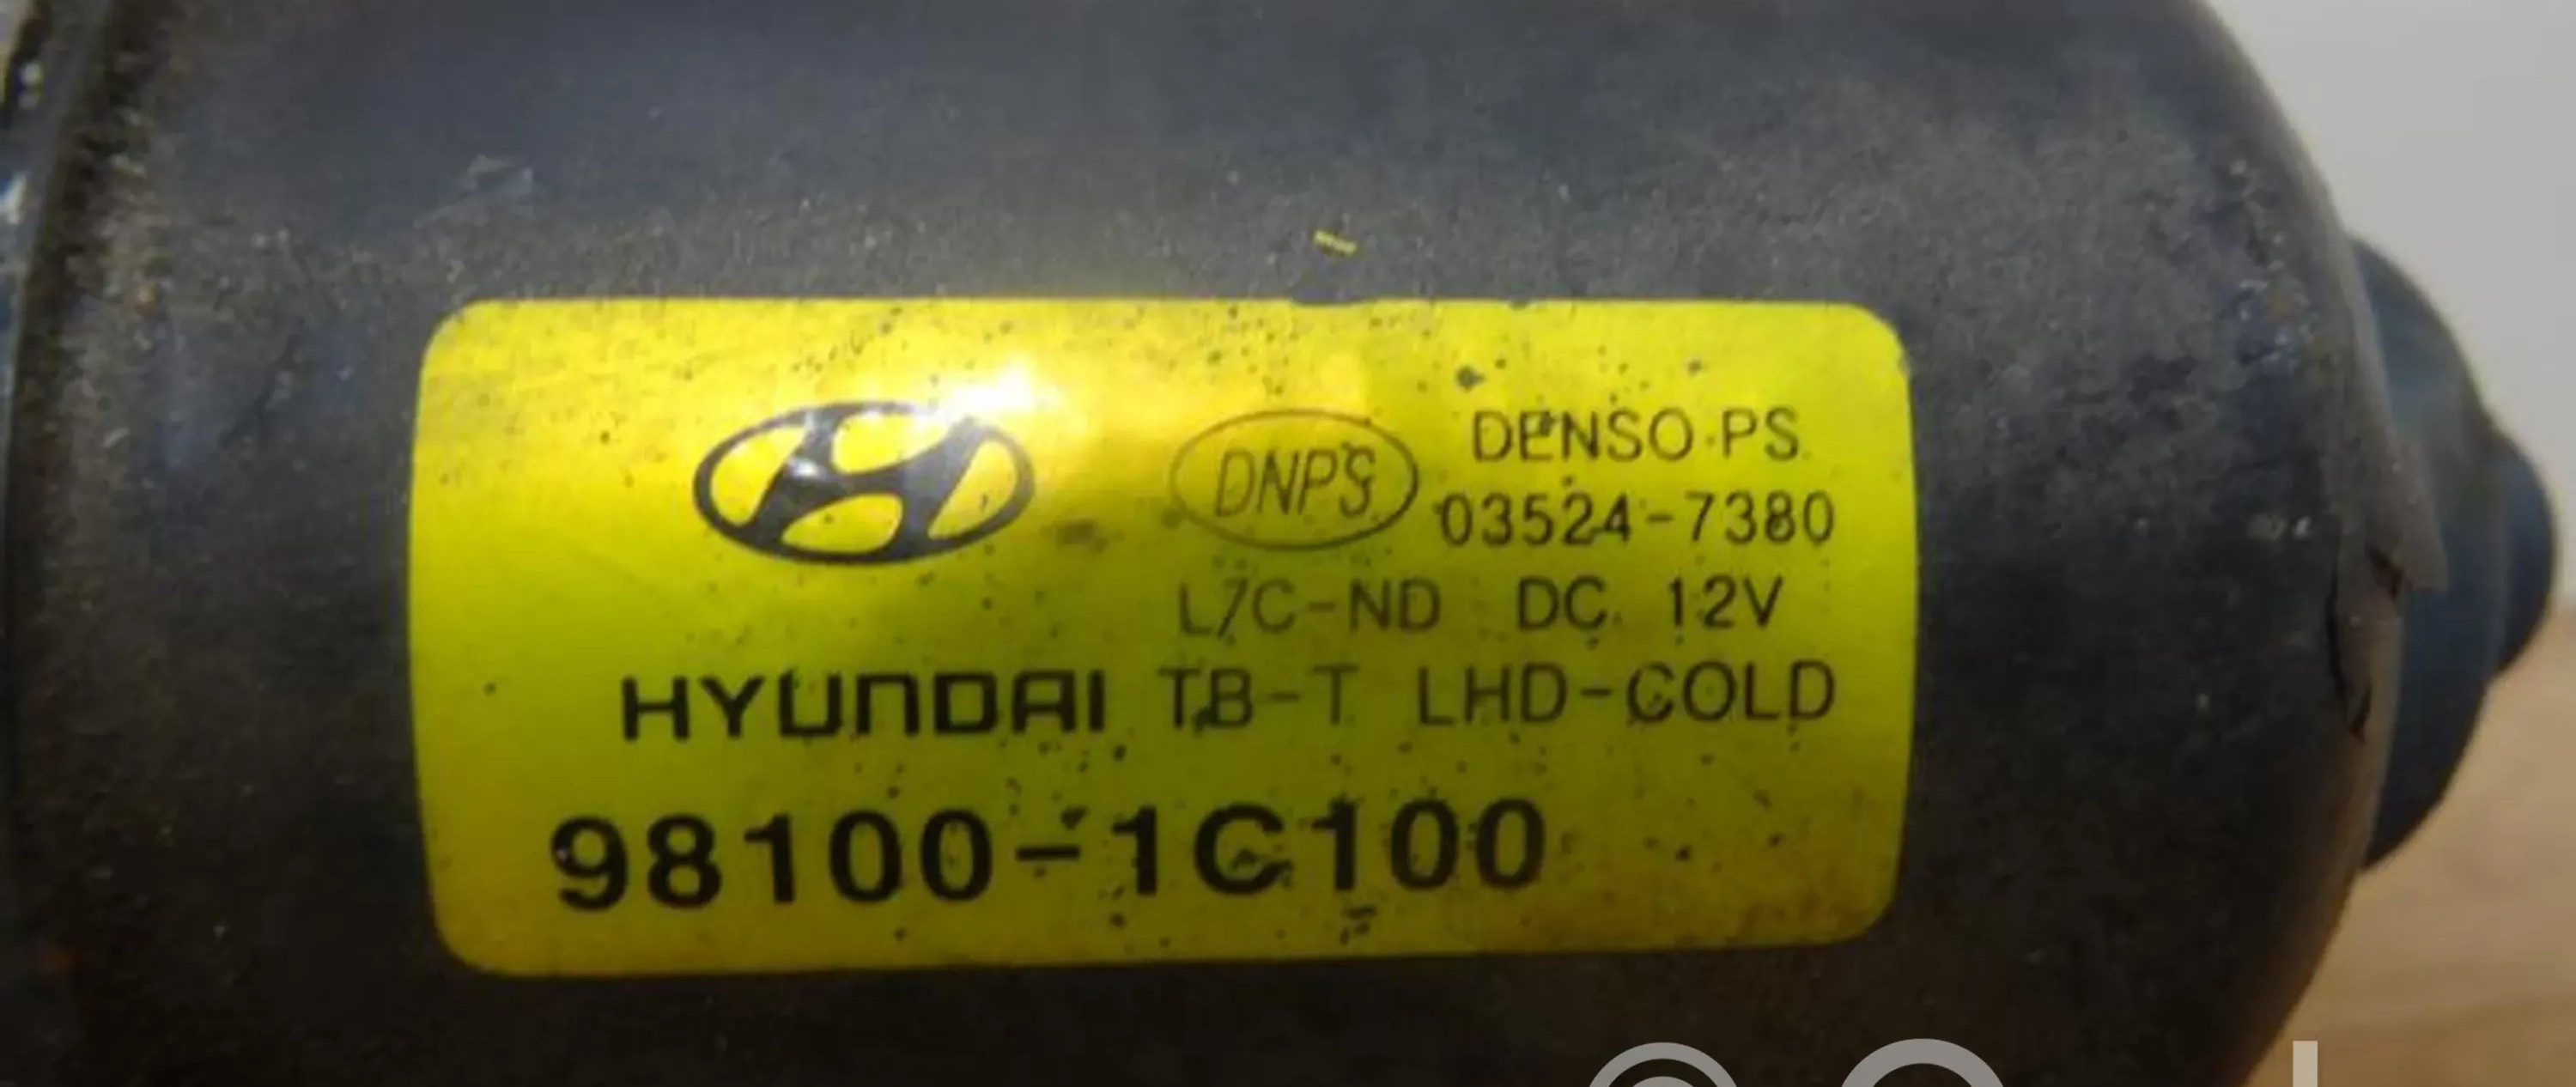 DENSO PS
DNPS 03524-7380
L/C-ND DC 12V
HYUNDAI TB-T LHD-COLD
98100-1C100